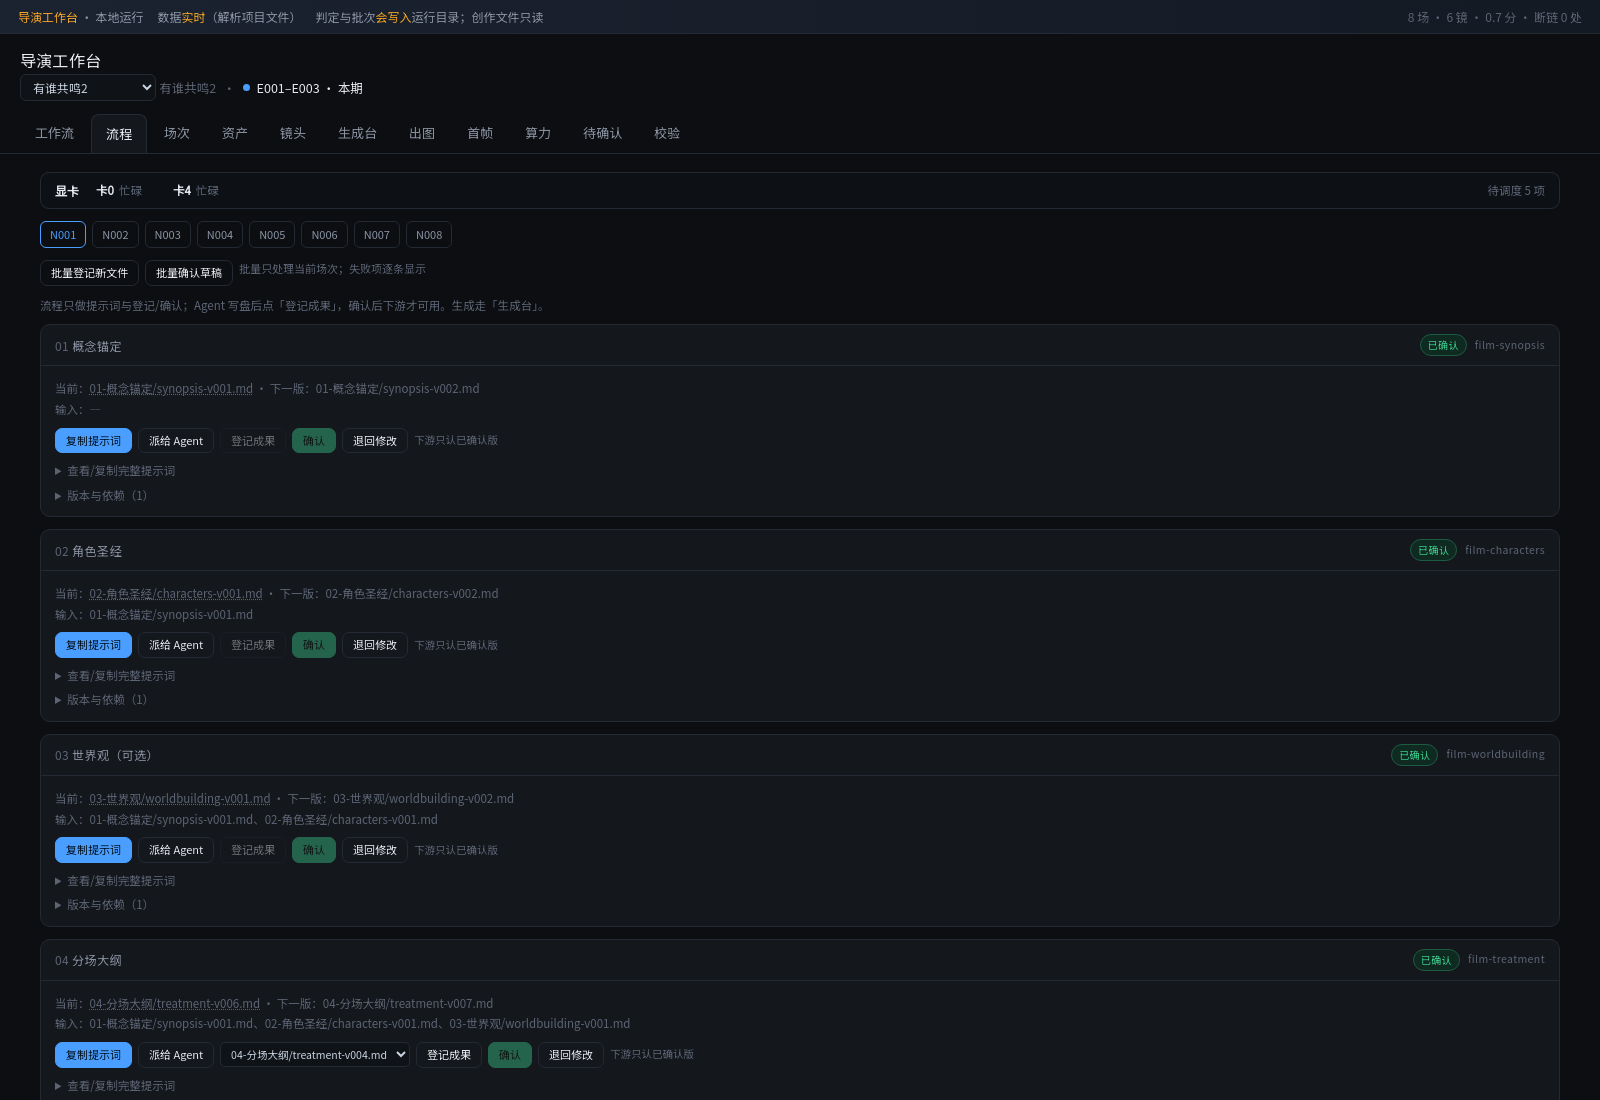 导演工作台 · 本地运行 数据实时（解析项目文件） 判定与批次会写入运行目录；创作文件只读 8 场 · 6 镜 · 0.7 分 · 断链 0 处
导演工作台
有谁共鸣2 有谁共鸣2 · E001–E003 · 本期
工作流 流程 场次 资产 镜头 生成台 出图 首帧 算力 待确认 校验
显卡 卡0 忙碌 卡4 忙碌 待调度 5 项
N001 N002 N003 N004 N005 N006 N007 N008
批量登记新文件 批量确认草稿 批量只处理当前场次；失败项逐条显示
流程只做提示词与登记/确认；Agent 写盘后点「登记成果」，确认后下游才可用。生成走「生成台」。
01 概念锚定 已确认 film-synopsis
当前：01-概念锚定/synopsis-v001.md · 下一版：01-概念锚定/synopsis-v002.md
输入：—
复制提示词 派给 Agent 登记成果 确认 退回修改 下游只认已确认版
▶ 查看/复制完整提示词
▶ 版本与依赖（1）
02 角色圣经 已确认 film-characters
当前：02-角色圣经/characters-v001.md · 下一版：02-角色圣经/characters-v002.md
输入：01-概念锚定/synopsis-v001.md
复制提示词 派给 Agent 登记成果 确认 退回修改 下游只认已确认版
▶ 查看/复制完整提示词
▶ 版本与依赖（1）
03 世界观（可选） 已确认 film-worldbuilding
当前：03-世界观/worldbuilding-v001.md · 下一版：03-世界观/worldbuilding-v002.md
输入：01-概念锚定/synopsis-v001.md、02-角色圣经/characters-v001.md
复制提示词 派给 Agent 登记成果 确认 退回修改 下游只认已确认版
▶ 查看/复制完整提示词
▶ 版本与依赖（1）
04 分场大纲 已确认 film-treatment
当前：04-分场大纲/treatment-v006.md · 下一版：04-分场大纲/treatment-v007.md
输入：01-概念锚定/synopsis-v001.md、02-角色圣经/characters-v001.md、03-世界观/worldbuilding-v001.md
复制提示词 派给 Agent 04-分场大纲/treatment-v004.md 登记成果 确认 退回修改 下游只认已确认版
▶ 查看/复制完整提示词